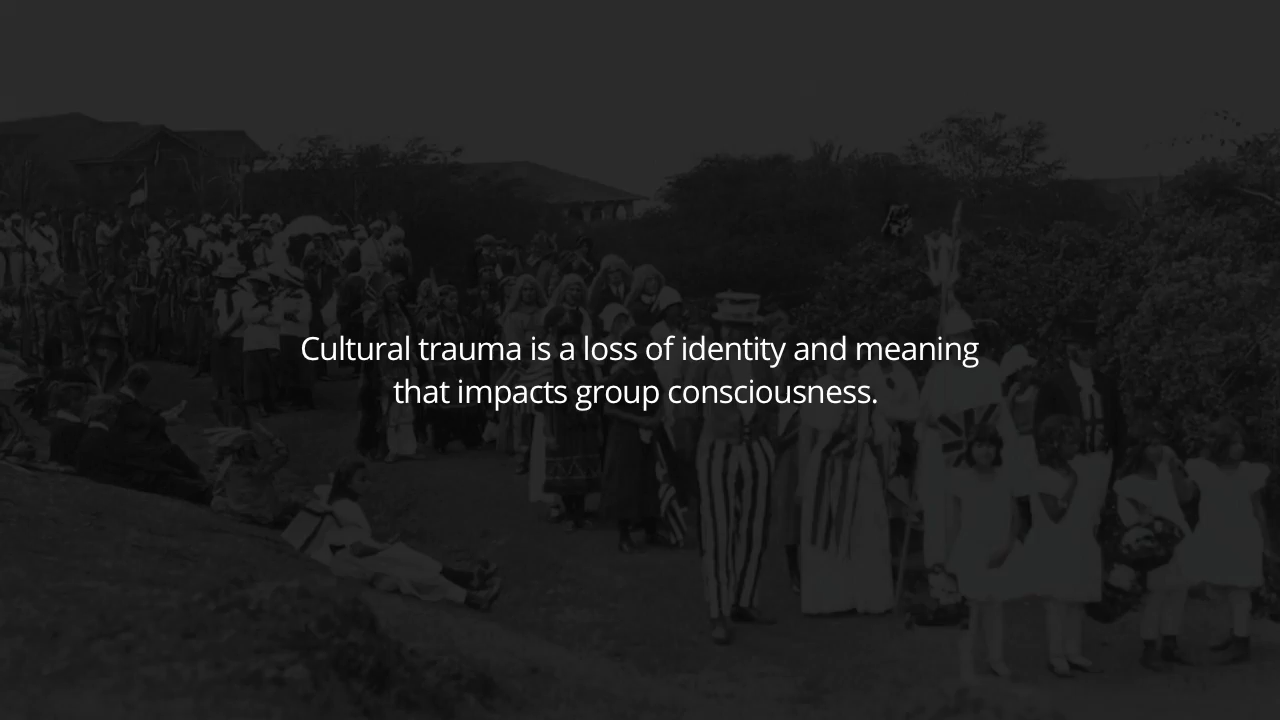 Cultural trauma is a loss of identity and meaning
that impacts group consciousness.